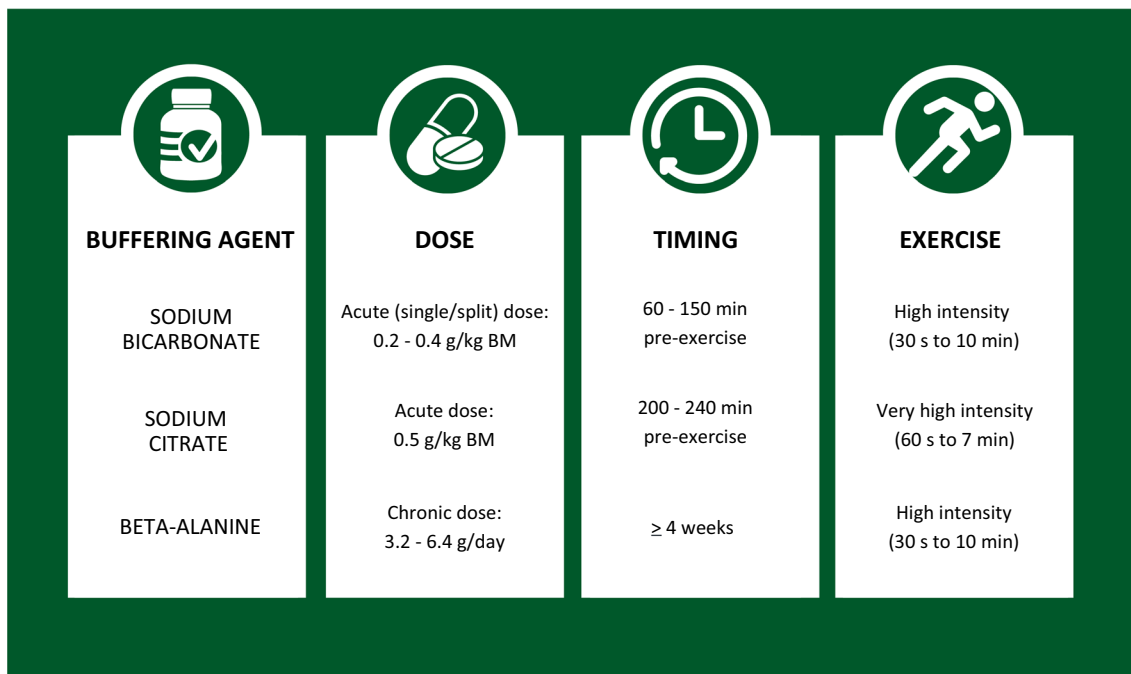 BUFFERING AGENT
SODIUM
BICARBONATE
SODIUM
CITRATE
BETA-ALANINE
DOSE
Acute (single/split) dose:
0.2 - 0.4 g/kg BM
Acute dose:
0.5 g/kg BM
Chronic dose:
3.2 - 6.4 g/day
TIMING
60 - 150 min
pre-exercise
200 - 240 min
pre-exercise
≥ 4 weeks
EXERCISE
High intensity
(30 s to 10 min)
Very high intensity
(60 s to 7 min)
High intensity
(30 s to 10 min)